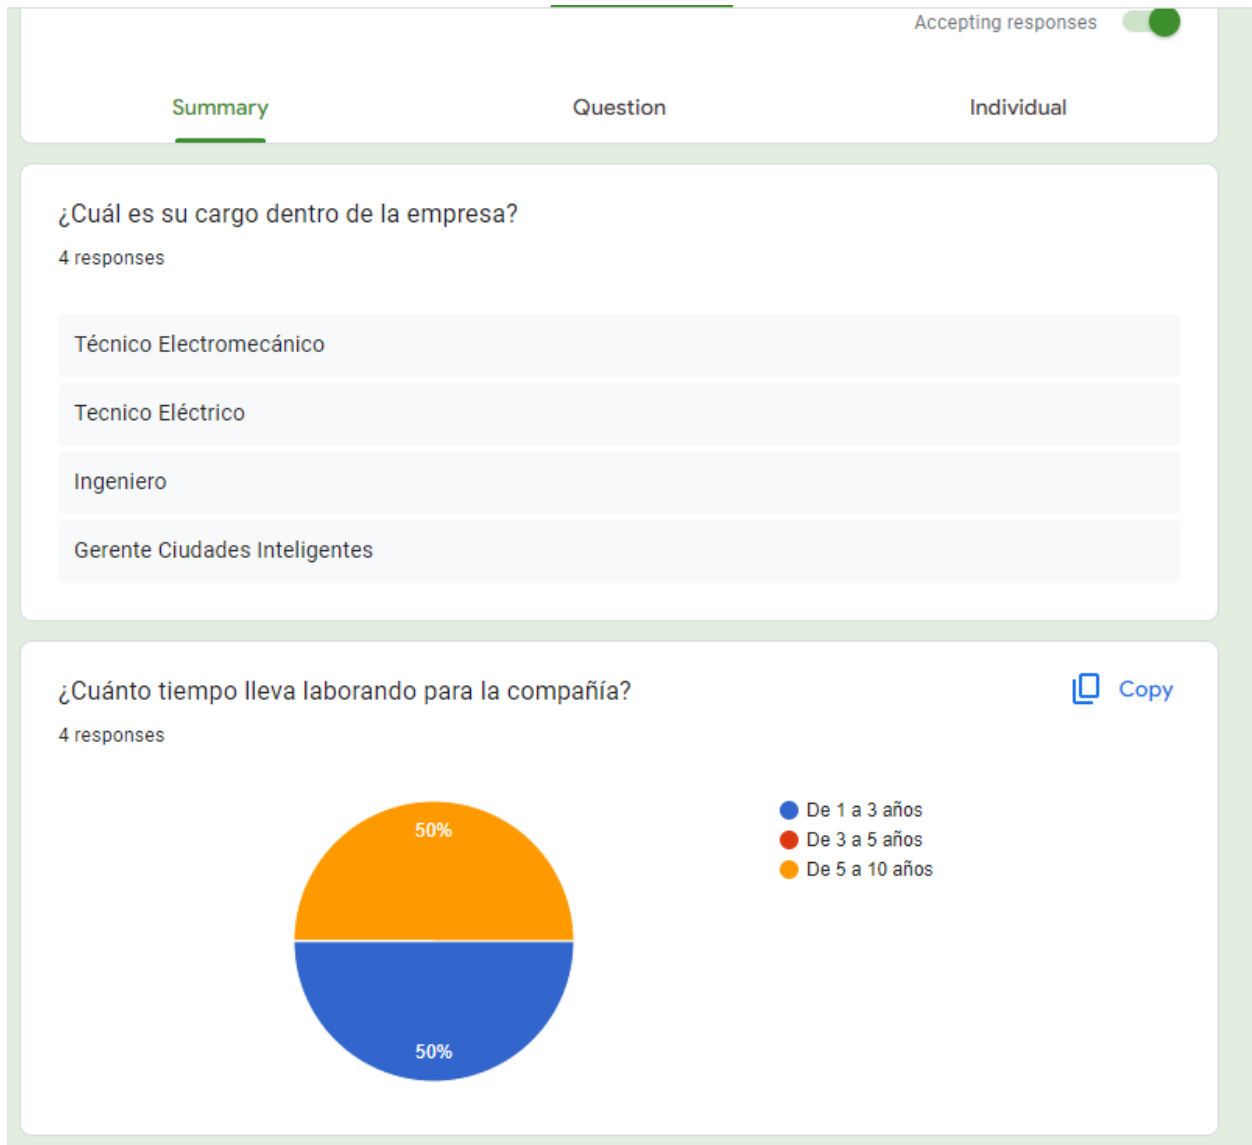 Accepting responses
Summary
Question
Individual
¿Cuál es su cargo dentro de la empresa?
4 responses
Técnico Electromecánico
Tecnico Eléctrico
Ingeniero
Gerente Ciudades Inteligentes
¿Cuánto tiempo lleva laborando para la compañía?
Copy
4 responses
50%
50%
De 1 a 3 años
De 3 a 5 años
De 5 a 10 años